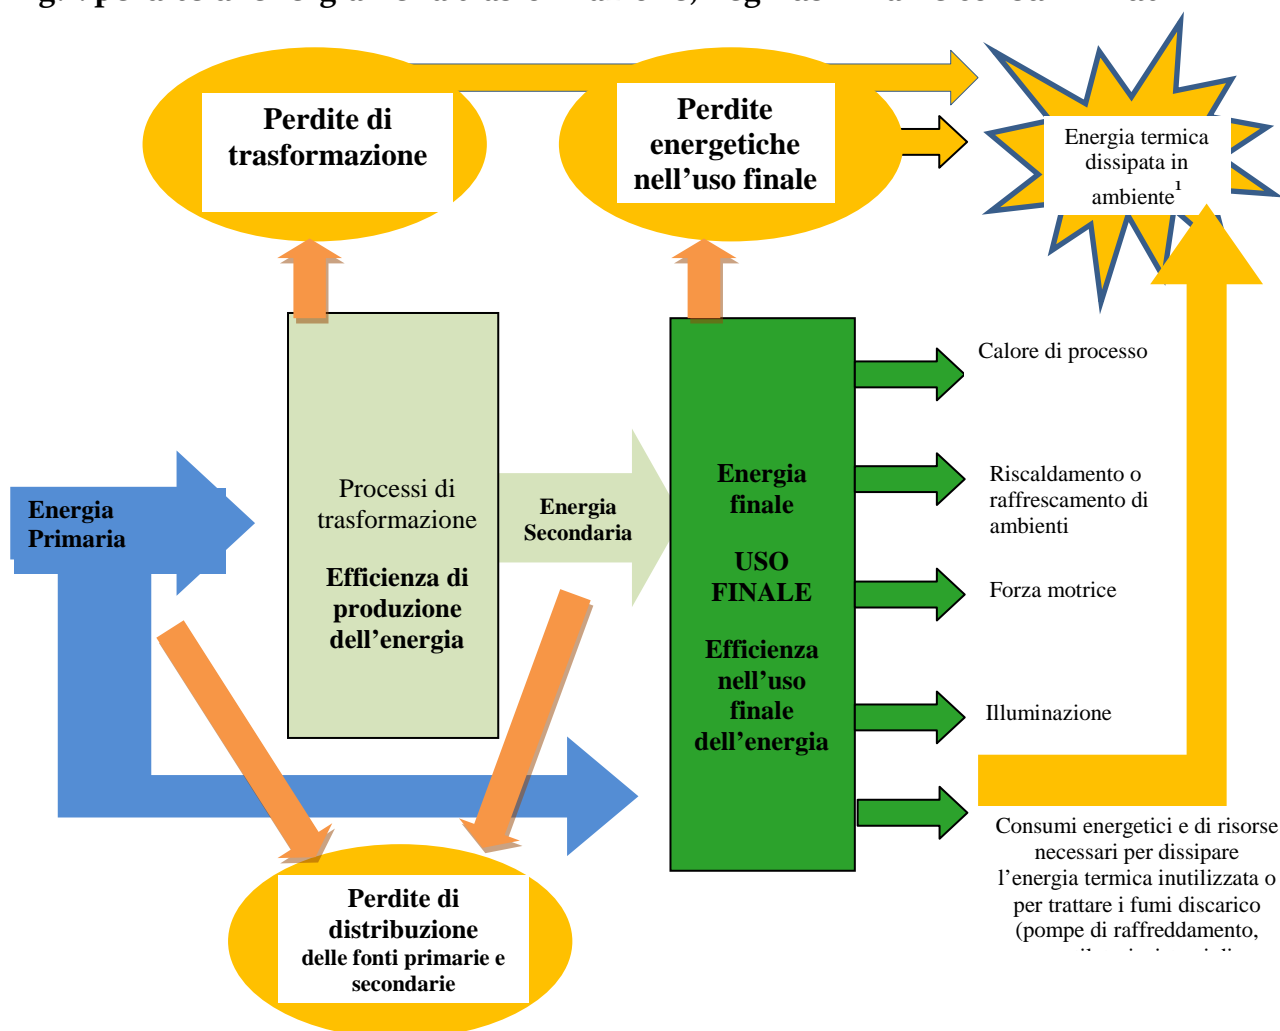 Perdite di
trasformazione
Perdite
energetiche
nell’uso finale
Energia termica
dissipata in
ambiente¹
Energia
Primaria
Processi di
trasformazione
Efficienza di
produzione
dell’energia
Energia
Secondaria
Energia
finale
USO
FINALE
Efficienza
nell’uso
finale
dell’energia
Calore di processo
Riscaldamento o
raffrescamento di
ambienti
Forza motrice
Illuminazione
Consumi energetici e di risorse
necessari per dissipare
l’energia termica inutilizzata o
per trattare i fumi discarico
(pompe di raffreddamento,
Perdite di
distribuzione
delle fonti primarie e
secondarie